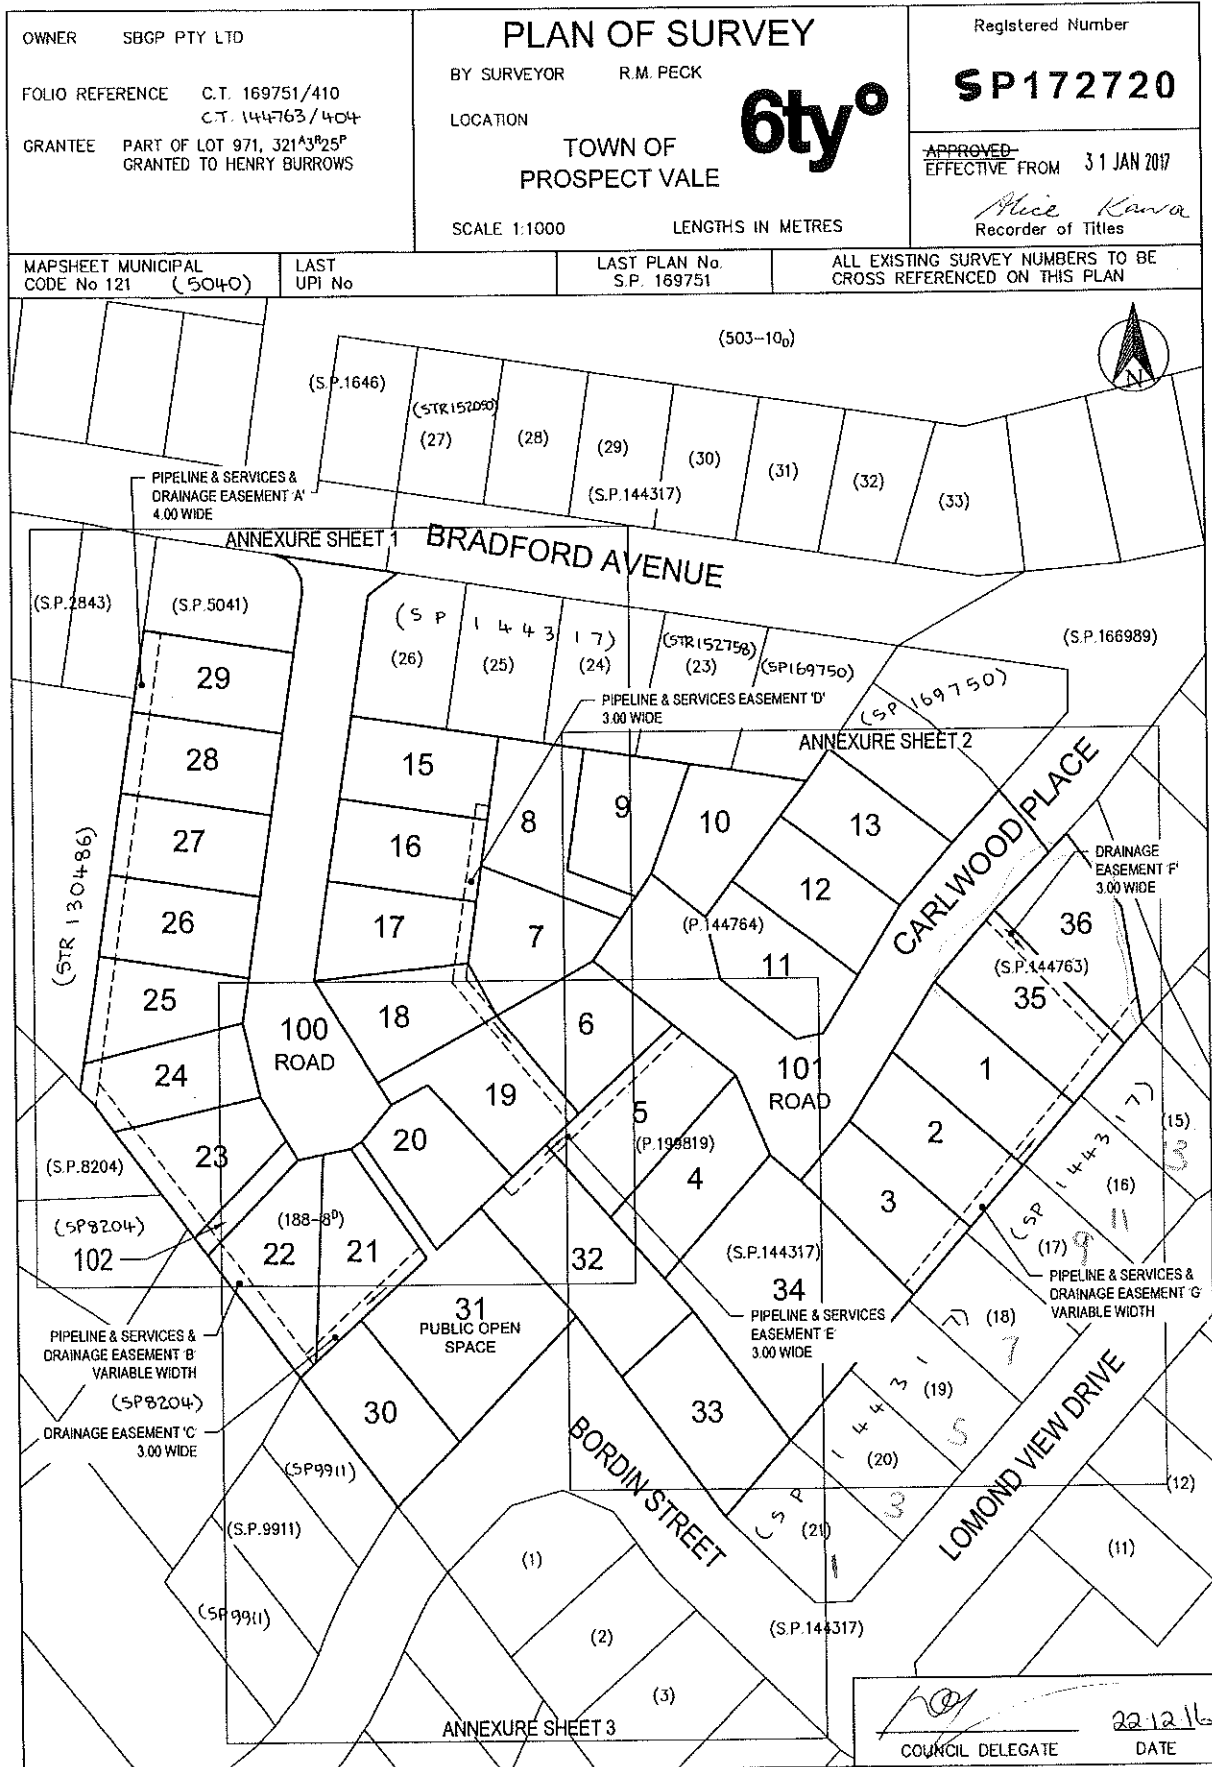 OWNER SBGP PTY LTD
FOLIO REFERENCE C.T. 169751/410
C.T. 144763/404
GRANTEE PART OF LOT 971, 321ᴬ3ᴿ25ᴾ
GRANTED TO HENRY BURROWS
PLAN OF SURVEY
BY SURVEYOR R.M. PECK
LOCATION
6ty°
TOWN OF
PROSPECT VALE
SCALE 1:1000 LENGTHS IN METRES
Registered Number
SP172720
APPROVED
EFFECTIVE FROM 31 JAN 2017
Alice Kawa
Recorder of Titles
MAPSHEET MUNICIPAL
CODE No 121 (5040)
LAST
UPI No
LAST PLAN No.
S.P. 169751
ALL EXISTING SURVEY NUMBERS TO BE
CROSS REFERENCED ON THIS PLAN
(503-10ᴅ)
N
(S.P.1646)
(STR152090)
(27)
(28)
(29)
(30)
(31)
(32)
(33)
(S.P.144317)
PIPELINE & SERVICES &
DRAINAGE EASEMENT 'A'
4.00 WIDE
ANNEXURE SHEET 1
BRADFORD AVENUE
(S.P.2843)
(S.P.5041)
(SP 144317)
(26)
(25)
(24)
(STR152758)
(23)
(SP169750)
(SP169750)
(S.P.166989)
PIPELINE & SERVICES EASEMENT 'D'
3.00 WIDE
ANNEXURE SHEET 2
29
28
27
26
25
24
23
(STR 130486)
15
16
17
18
8
9
10
7
13
12
11
(P.144764)
CARLWOOD PLACE
DRAINAGE
EASEMENT 'F'
3.00 WIDE
36
(S.P.144763)
35
100
ROAD
6
19
20
101
ROAD
1
2
3
5
(P.199819)
4
(S.P.8204)
(SP8204)
102
(188-8ᴰ)
22
21
32
(S.P.144317)
34
31
PUBLIC OPEN
SPACE
PIPELINE & SERVICES
EASEMENT 'E'
3.00 WIDE
(SP 144317)
(15)
3
(16)
11
(17)
9
PIPELINE & SERVICES &
DRAINAGE EASEMENT 'G'
VARIABLE WIDTH
(18)
7
(19)
5
(20)
3
(SP 144317)
(21)
1
PIPELINE & SERVICES &
DRAINAGE EASEMENT 'B'
VARIABLE WIDTH
(SP8204)
DRAINAGE EASEMENT 'C'
3.00 WIDE
30
33
BORDIN STREET
LOMOND VIEW DRIVE
(SP9911)
(S.P.9911)
(SP9911)
(12)
(11)
(1)
(2)
(3)
(S.P.144317)
ANNEXURE SHEET 3
COUNCIL DELEGATE
22.12.16
DATE